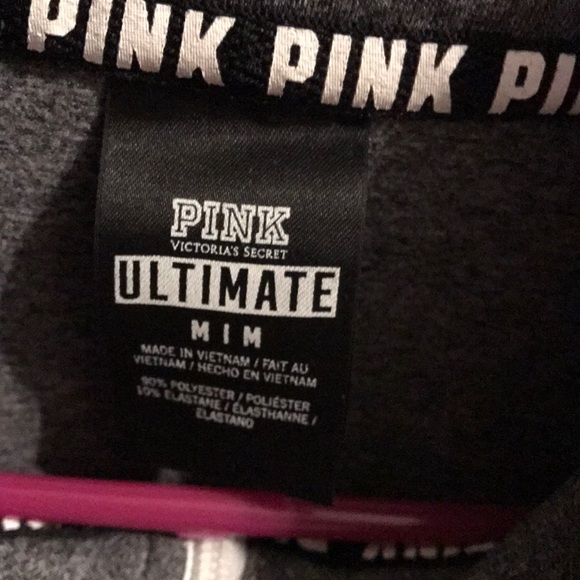 PINK PINK PI
PINK
VICTORIA'S SECRET
ULTIMATE
M | M
MADE IN VIETNAM / FAIT AU
VIETNAM / HECHO EN VIETNAM
90% POLYESTER / POLIÉSTER
10% ELASTANE / ÉLASTHANNE /
ELASTANO